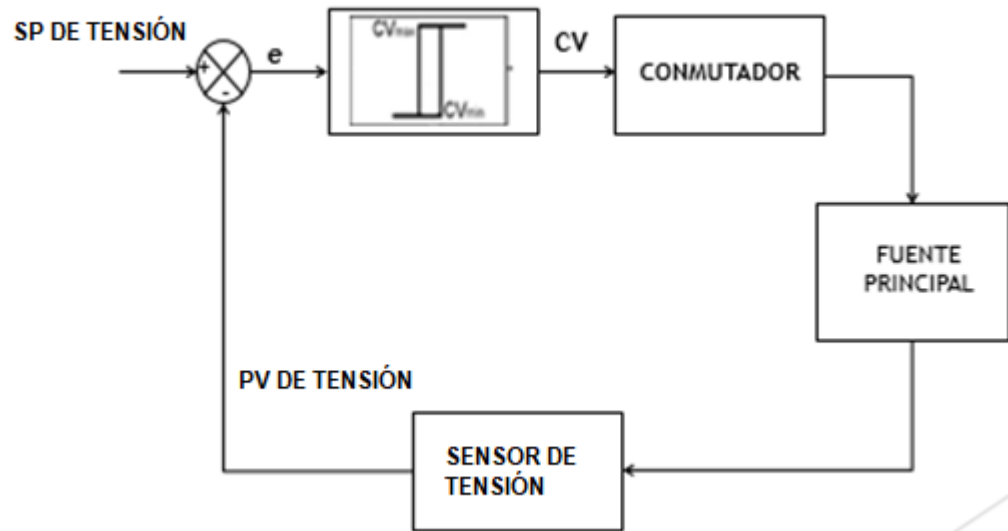 SP DE TENSIÓN
+
-
e
CVmax
CVmin
CV
CONMUTADOR
FUENTE
PRINCIPAL
PV DE TENSIÓN
SENSOR DE
TENSIÓN